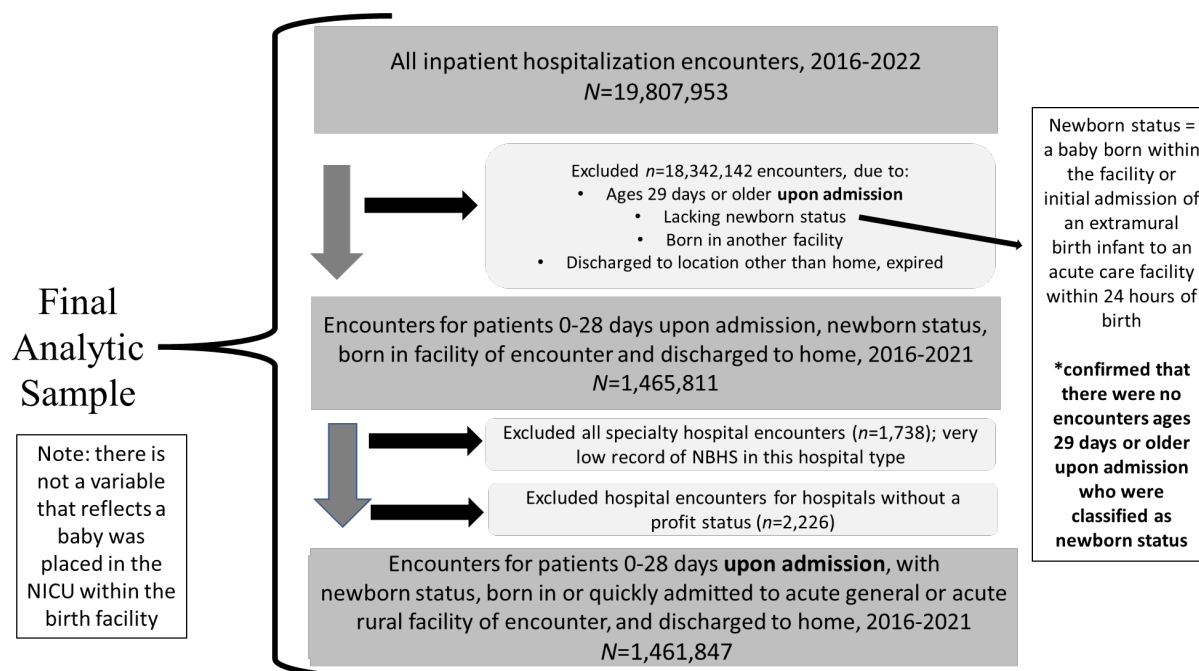 All inpatient hospitalization encounters, 2016-2022
N=19,807,953
Excluded n=18,342,142 encounters, due to:
• Ages 29 days or older upon admission
• Lacking newborn status
• Born in another facility
• Discharged to location other than home, expired
Newborn status =
a baby born within
the facility or
initial admission of
an extramural
birth infant to an
acute care facility
within 24 hours of
birth
*confirmed that
there were no
encounters ages
29 days or older
upon admission
who were
classified as
newborn status
Final
Analytic
Sample
Note: there is
not a variable
that reflects a
baby was
placed in the
NICU within the
birth facility
Encounters for patients 0-28 days upon admission, newborn status,
born in facility of encounter and discharged to home, 2016-2021
N=1,465,811
Excluded all specialty hospital encounters (n=1,738); very
low record of NBHS in this hospital type
Excluded hospital encounters for hospitals without a
profit status (n=2,226)
Encounters for patients 0-28 days upon admission, with
newborn status, born in or quickly admitted to acute general or acute
rural facility of encounter, and discharged to home, 2016-2021
N=1,461,847